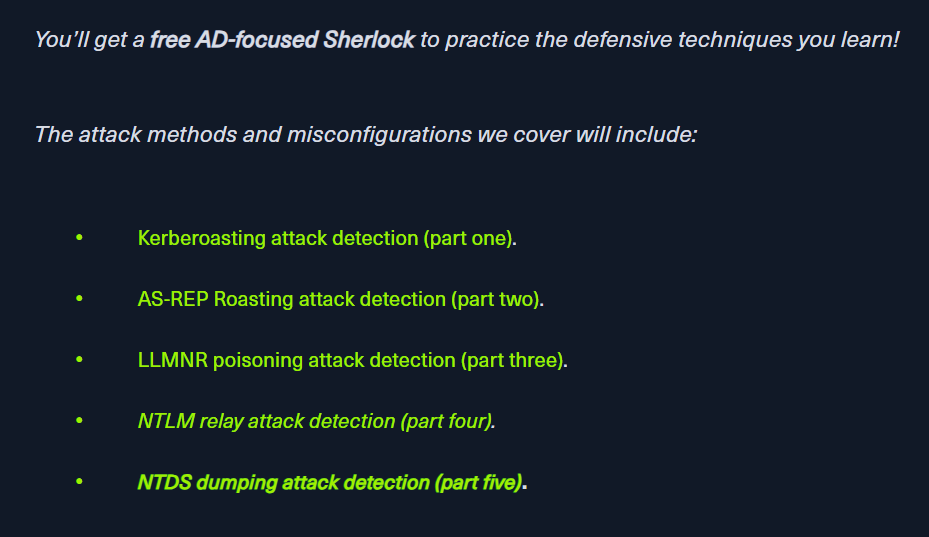 You'll get a free AD-focused Sherlock to practice the defensive techniques you learn!
The attack methods and misconfigurations we cover will include:
• Kerberoasting attack detection (part one).
• AS-REP Roasting attack detection (part two).
• LLMNR poisoning attack detection (part three).
• NTLM relay attack detection (part four).
• NTDS dumping attack detection (part five).